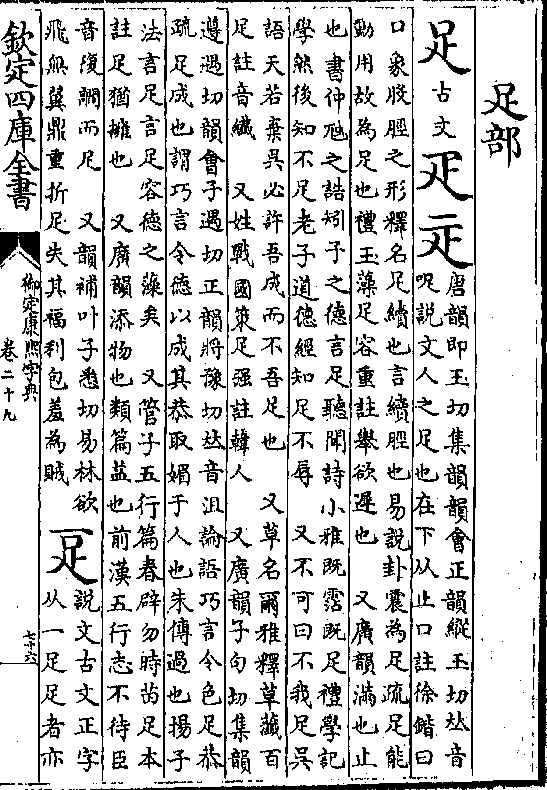 足部
足 古文 疋 𤴕
唐韻即玉切集韻韻會正韻縱玉切𠀤音
哫說文人之足也在下从止口註徐鍇曰
口象股脛之形釋名足續也言續脛也易說卦震為足疏足能
動用故為足也禮玉藻足容重註舉欲遲也 又廣韻滿也止
也書仲虺之誥矧予之德言足聽聞詩小雅既霑既足禮學記
學然後知不足老子道德經知足不辱 又不可曰不我足吳
語天若棄吳必許吾成而不吾足也 又草名爾雅釋草虃百
足註音纎 又姓戰國策足强註韓人 又廣韻子句切集韻
遵遇切韻會子遇切正韻將豫切𠀤音沮論語巧言令色足恭
疏足成也謂巧言令德以成其恭取媚于人也朱傳過也揚子
法言足言足容德之藻矣 又管子五行篇春辟勿時苗足本
註足猶擁也 又廣韻添物也類篇益也前漢五行志不待臣
音復讇而足 又韻補叶子悉切易林欲
飛無翼鼎重折足失其福利包羞為賊
說文古文正字
从一足足者亦
欽定四庫全書
御定康熙字典
卷二十九
七十六